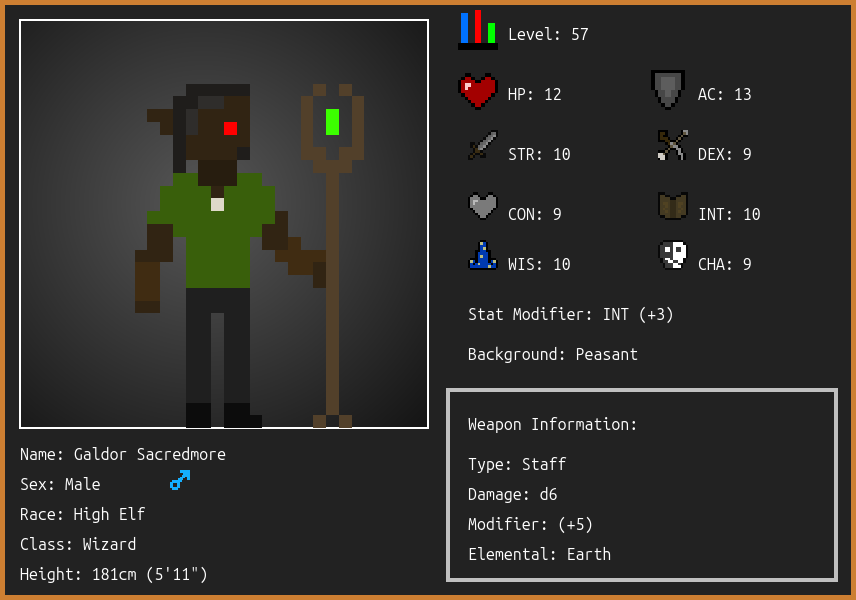 Level: 57
HP: 12
AC: 13
STR: 10
DEX: 9
CON: 9
INT: 10
WIS: 10
CHA: 9
Stat Modifier: INT (+3)
Background: Peasant
Weapon Information:
Type: Staff
Damage: d6
Modifier: (+5)
Elemental: Earth
Name: Galdor Sacredmore
Sex: Male
Race: High Elf
Class: Wizard
Height: 181cm (5'11")